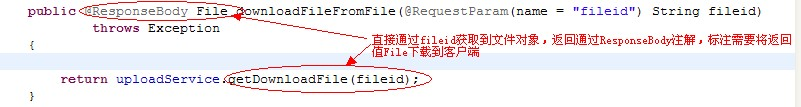 public @ResponseBody File downloadFileFromFile(@RequestParam(name = "fileid") String fileid)
throws Exception
直接通过fileid获取到文件对象，返回通过ResponseBody注解，标注需要将返
{
回值File下载到客户端
return uploadService.getDownloadFile(fileid);
}